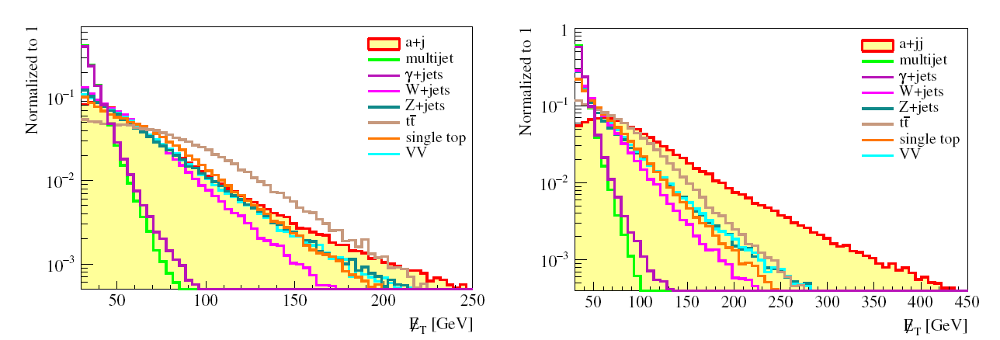 Normalized to 1
10⁻¹
10⁻²
10⁻³
a+j
multijet
γ+jets
W+jets
Z+jets
tt̄
single top
VV
50 100 150 200 250
E̸_T [GeV]
Normalized to 1
1
10⁻¹
10⁻²
10⁻³
a+jj
multijet
γ+jets
W+jets
Z+jets
tt̄
single top
VV
50 100 150 200 250 300 350 400 450
E̸_T [GeV]